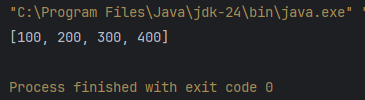 "C:\Program Files\Java\jdk-24\bin\java.exe" "
[100, 200, 300, 400]
Process finished with exit code 0